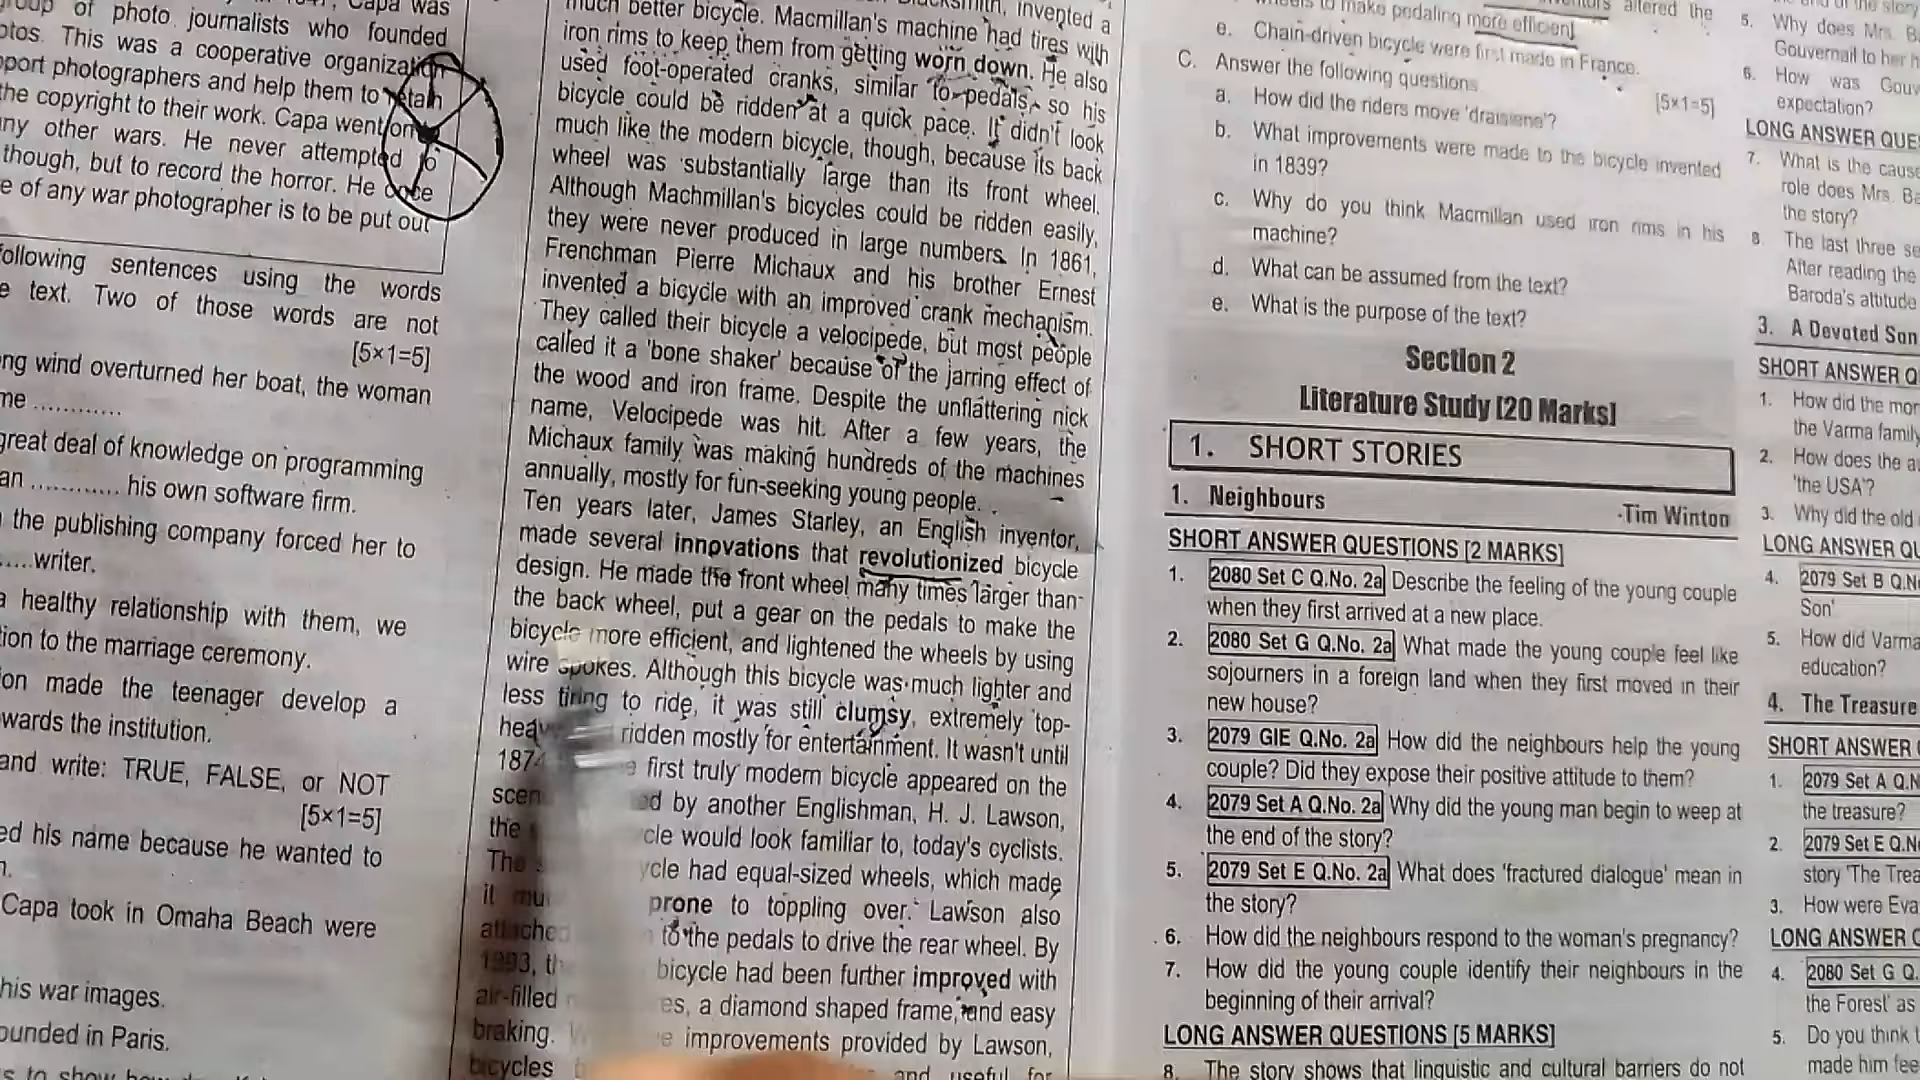 group of photo journalists who founded
This was a cooperative organization
photographers and help them to retain
the copyright to their work. Capa went on
any other wars. He never attempted to
though, but to record the horror. He once
of any war photographer is to be put out
following sentences using the words
text. Two of those words are not
[5×1=5]
wind overturned her boat, the woman
............
great deal of knowledge on programming
an ............ his own software firm.
the publishing company forced her to
.....writer.
a healthy relationship with them, we
to the marriage ceremony.
made the teenager develop a
towards the institution.
and write: TRUE, FALSE, or NOT
[5×1=5]
his name because he wanted to
Capa took in Omaha Beach were
his war images.
founded in Paris.
to show
invented a
much better bicycle. Macmillan's machine had tires with
iron rims to keep them from getting worn down. He also
used foot-operated cranks, similar to pedals, so his
bicycle could be ridden at a quick pace. It didn't look
much like the modern bicycle, though, because its back
wheel was substantially large than its front wheel.
Although Machmillan's bicycles could be ridden easily,
they were never produced in large numbers. In 1861,
Frenchman Pierre Michaux and his brother Ernest
invented a bicycle with an improved crank mechanism.
They called their bicycle a velocipede, but most people
called it a 'bone shaker' because of the jarring effect of
the wood and iron frame. Despite the unflattering nick
name, Velocipede was hit. After a few years, the
Michaux family was making hundreds of the machines
annually, mostly for fun-seeking young people.
Ten years later, James Starley, an English inventor,
made several innovations that revolutionized bicycle
design. He made the front wheel many times larger than
the back wheel, put a gear on the pedals to make the
bicycle more efficient, and lightened the wheels by using
wire spokes. Although this bicycle was much lighter and
less tiring to ride, it was still clumsy, extremely top-
ridden mostly for entertainment. It wasn't until
first truly modern bicycle appeared on the
by another Englishman, H. J. Lawson,
the would look familiar to, today's cyclists.
The had equal-sized wheels, which made
it prone to toppling over. Lawson also
attached to the pedals to drive the rear wheel. By
bicycle had been further improved with
air-filled a diamond shaped frame, and easy
braking. improvements provided by Lawson,
bicycles and useful for
altered the
wheels to make pedaling more efficient.
e. Chain-driven bicycle were first made in France.
C. Answer the following questions [5×1=5]
a. How did the riders move 'draisiene'?
b. What improvements were made to the bicycle invented
in 1839?
c. Why do you think Macmillan used iron rims in his
machine?
d. What can be assumed from the text?
e. What is the purpose of the text?
Section 2
Literature Study [20 Marks]
1. SHORT STORIES
1. Neighbours
-Tim Winton
SHORT ANSWER QUESTIONS [2 MARKS]
1. 2080 Set C Q.No. 2a Describe the feeling of the young couple
when they first arrived at a new place.
2. 2080 Set G Q.No. 2a What made the young couple feel like
sojourners in a foreign land when they first moved in their
new house?
3. 2079 GIE Q.No. 2a How did the neighbours help the young
couple? Did they expose their positive attitude to them?
4. 2079 Set A Q.No. 2a Why did the young man begin to weep at
the end of the story?
5. 2079 Set E Q.No. 2a What does 'fractured dialogue' mean in
the story?
6. How did the neighbours respond to the woman's pregnancy?
7. How did the young couple identify their neighbours in the
beginning of their arrival?
LONG ANSWER QUESTIONS [5 MARKS]
8. The story shows that linguistic and cultural barriers do not
5. Why does Mrs.
Gouvernail to her
6. How was
expectation?
LONG ANSWER
7. What is the cause
role does Mrs.
the story?
8. The last three
After reading the
Baroda's attitude
3. A Devoted Son
SHORT ANSWER
1. How did the
the Varma family
2. How does the
'the USA'?
3. Why did the old
LONG ANSWER
4. 2079 Set B
Son'
5. How did Varma
education?
4. The Treasure
SHORT ANSWER
1. 2079 Set A
the treasure?
2. 2079 Set E
story 'The
3. How were
LONG ANSWER
4. 2080 Set G Q.
the Forest' as
5. Do you think
made him